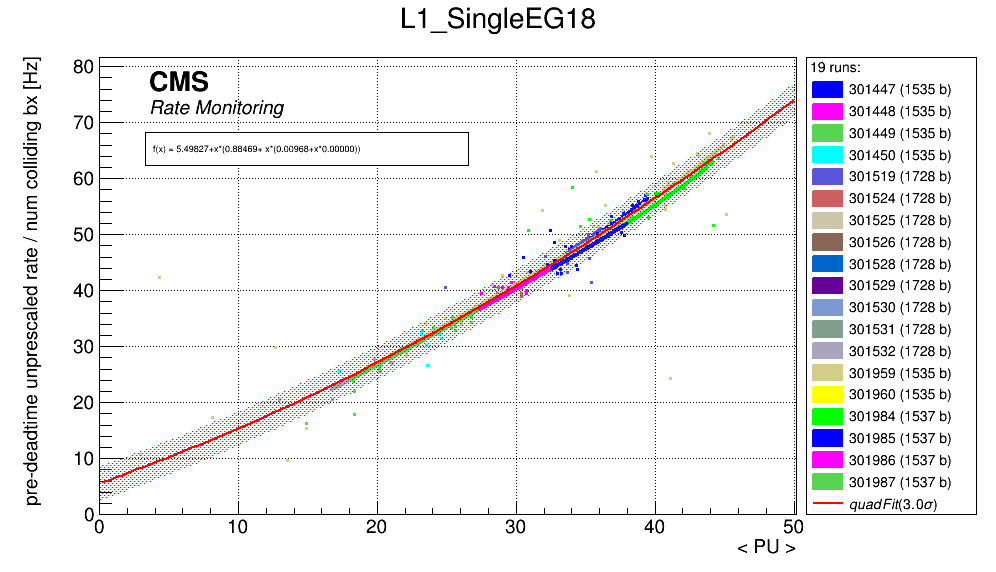 L1_SingleEG18
pre-deadtime unprescaled rate / num colliding bx [Hz]
80
70
60
50
40
30
20
10
0
CMS
Rate Monitoring
f(x) = 5.49827+x*(0.88469+ x*(0.00968+x*0.00000))
0 10 20 30 40 50
< PU >
19 runs:
301447 (1535 b)
301448 (1535 b)
301449 (1535 b)
301450 (1535 b)
301519 (1728 b)
301524 (1728 b)
301525 (1728 b)
301526 (1728 b)
301528 (1728 b)
301529 (1728 b)
301530 (1728 b)
301531 (1728 b)
301532 (1728 b)
301959 (1535 b)
301960 (1535 b)
301984 (1537 b)
301985 (1537 b)
301986 (1537 b)
301987 (1537 b)
quadFit(3.0σ)